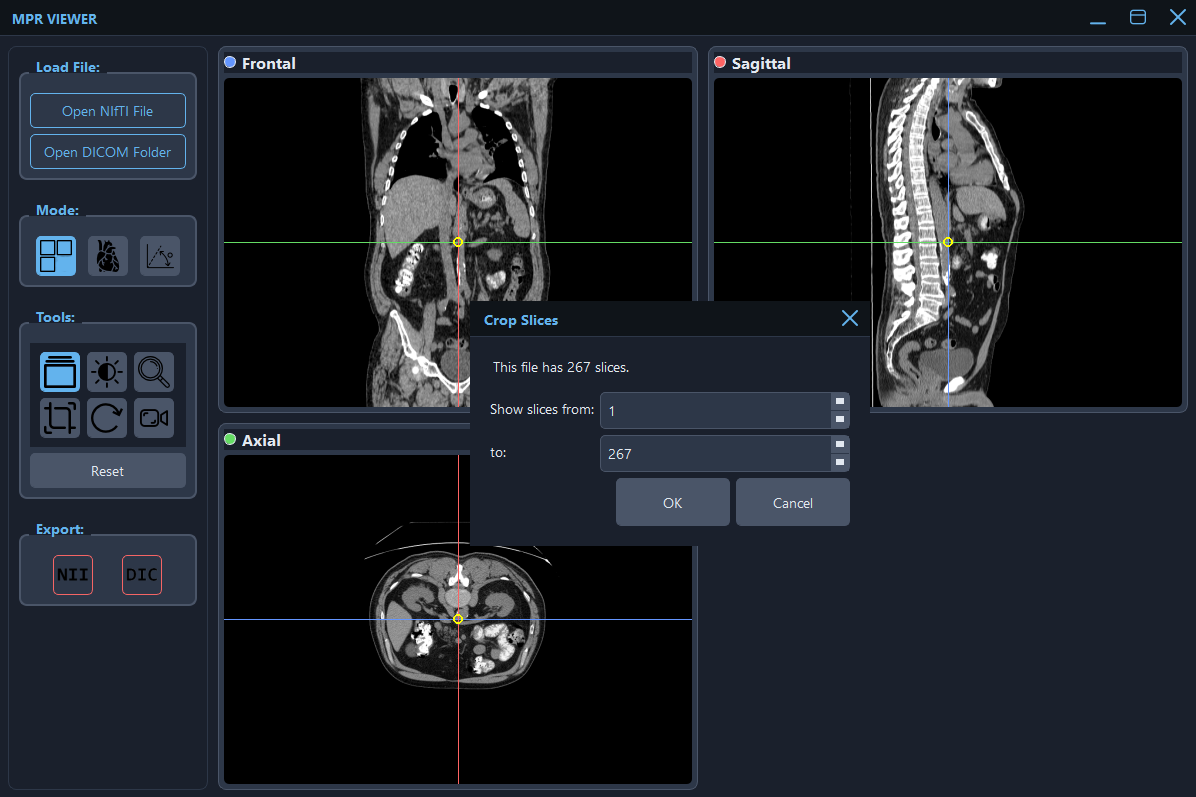 MPR VIEWER
Load File:
Open NIfTI File
Open DICOM Folder
Mode:
Tools:
Reset
Export:
NII
DIC
Frontal
Sagittal
Axial
Crop Slices
This file has 267 slices.
Show slices from: 1
to: 267
OK
Cancel